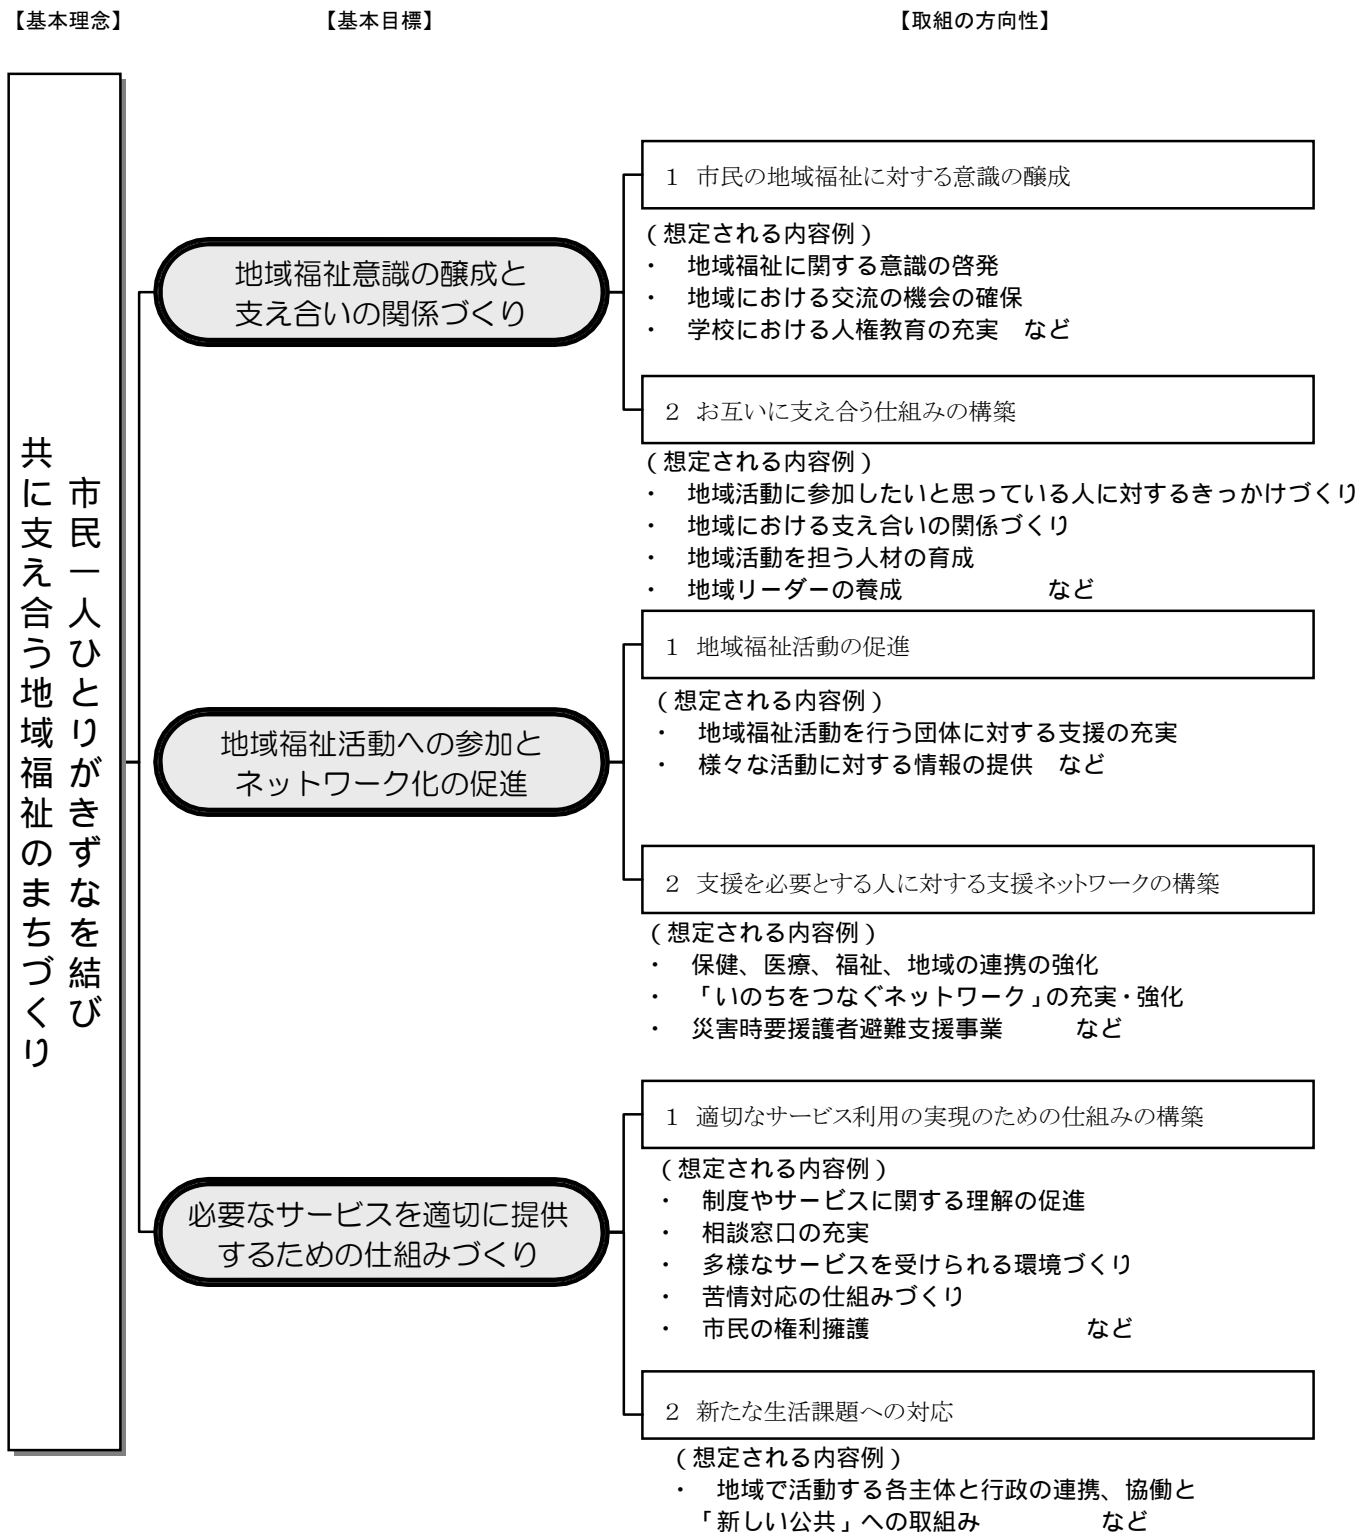 【基本理念】
【基本目標】
【取組の方向性】
市民一人ひとりがきずなを結び
共に支え合う地域福祉のまちづくり
地域福祉意識の醸成と
支え合いの関係づくり
1 市民の地域福祉に対する意識の醸成
(想定される内容例)
・ 地域福祉に関する意識の啓発
・ 地域における交流の機会の確保
・ 学校における人権教育の充実 など
2 お互いに支え合う仕組みの構築
(想定される内容例)
・ 地域活動に参加したいと思っている人に対するきっかけづくり
・ 地域における支え合いの関係づくり
・ 地域活動を担う人材の育成
・ 地域リーダーの養成 など
地域福祉活動への参加と
ネットワーク化の促進
1 地域福祉活動の促進
(想定される内容例)
・ 地域福祉活動を行う団体に対する支援の充実
・ 様々な活動に対する情報の提供 など
2 支援を必要とする人に対する支援ネットワークの構築
(想定される内容例)
・ 保健、医療、福祉、地域の連携の強化
・ 「いのちをつなぐネットワーク」の充実・強化
・ 災害時要援護者避難支援事業 など
必要なサービスを適切に提供
するための仕組みづくり
1 適切なサービス利用の実現のための仕組みの構築
(想定される内容例)
・ 制度やサービスに関する理解の促進
・ 相談窓口の充実
・ 多様なサービスを受けられる環境づくり
・ 苦情対応の仕組みづくり
・ 市民の権利擁護 など
2 新たな生活課題への対応
(想定される内容例)
・ 地域で活動する各主体と行政の連携、協働と
「新しい公共」への取組み など